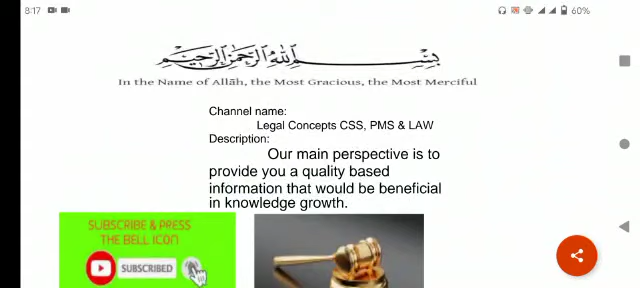 8:17
60%
بِسْمِ اللهِ الرَّحْمٰنِ الرَّحِيْمِ
In the Name of Allāh, the Most Gracious, the Most Merciful
Channel name:
Legal Concepts CSS, PMS & LAW
Description:
Our main perspective is to
provide you a quality based
information that would be beneficial
in knowledge growth.
SUBSCRIBE & PRESS
THE BELL ICON
SUBSCRIBED